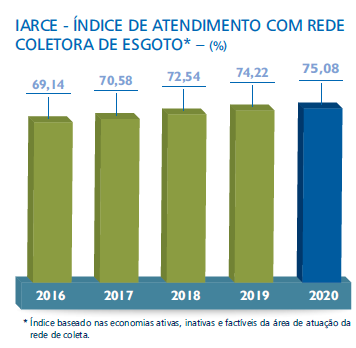 IARCE - ÍNDICE DE ATENDIMENTO COM REDE
COLETORA DE ESGOTO* – (%)
69,14 70,58 72,54 74,22 75,08
2016 2017 2018 2019 2020
* Índice baseado nas economias ativas, inativas e factíveis da área de atuação da
rede de coleta.